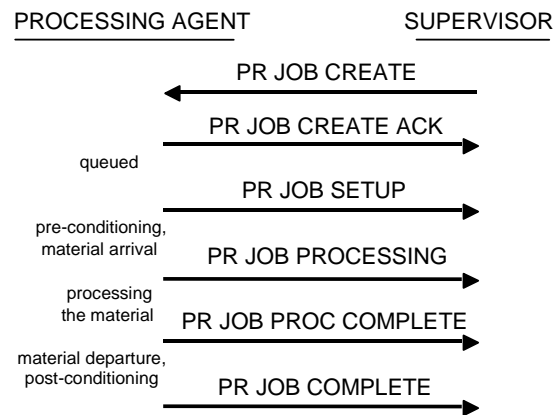 PROCESSING AGENT
SUPERVISOR
PR JOB CREATE
PR JOB CREATE ACK
queued
PR JOB SETUP
pre-conditioning,
material arrival
PR JOB PROCESSING
processing
the material
PR JOB PROC COMPLETE
material departure,
post-conditioning
PR JOB COMPLETE